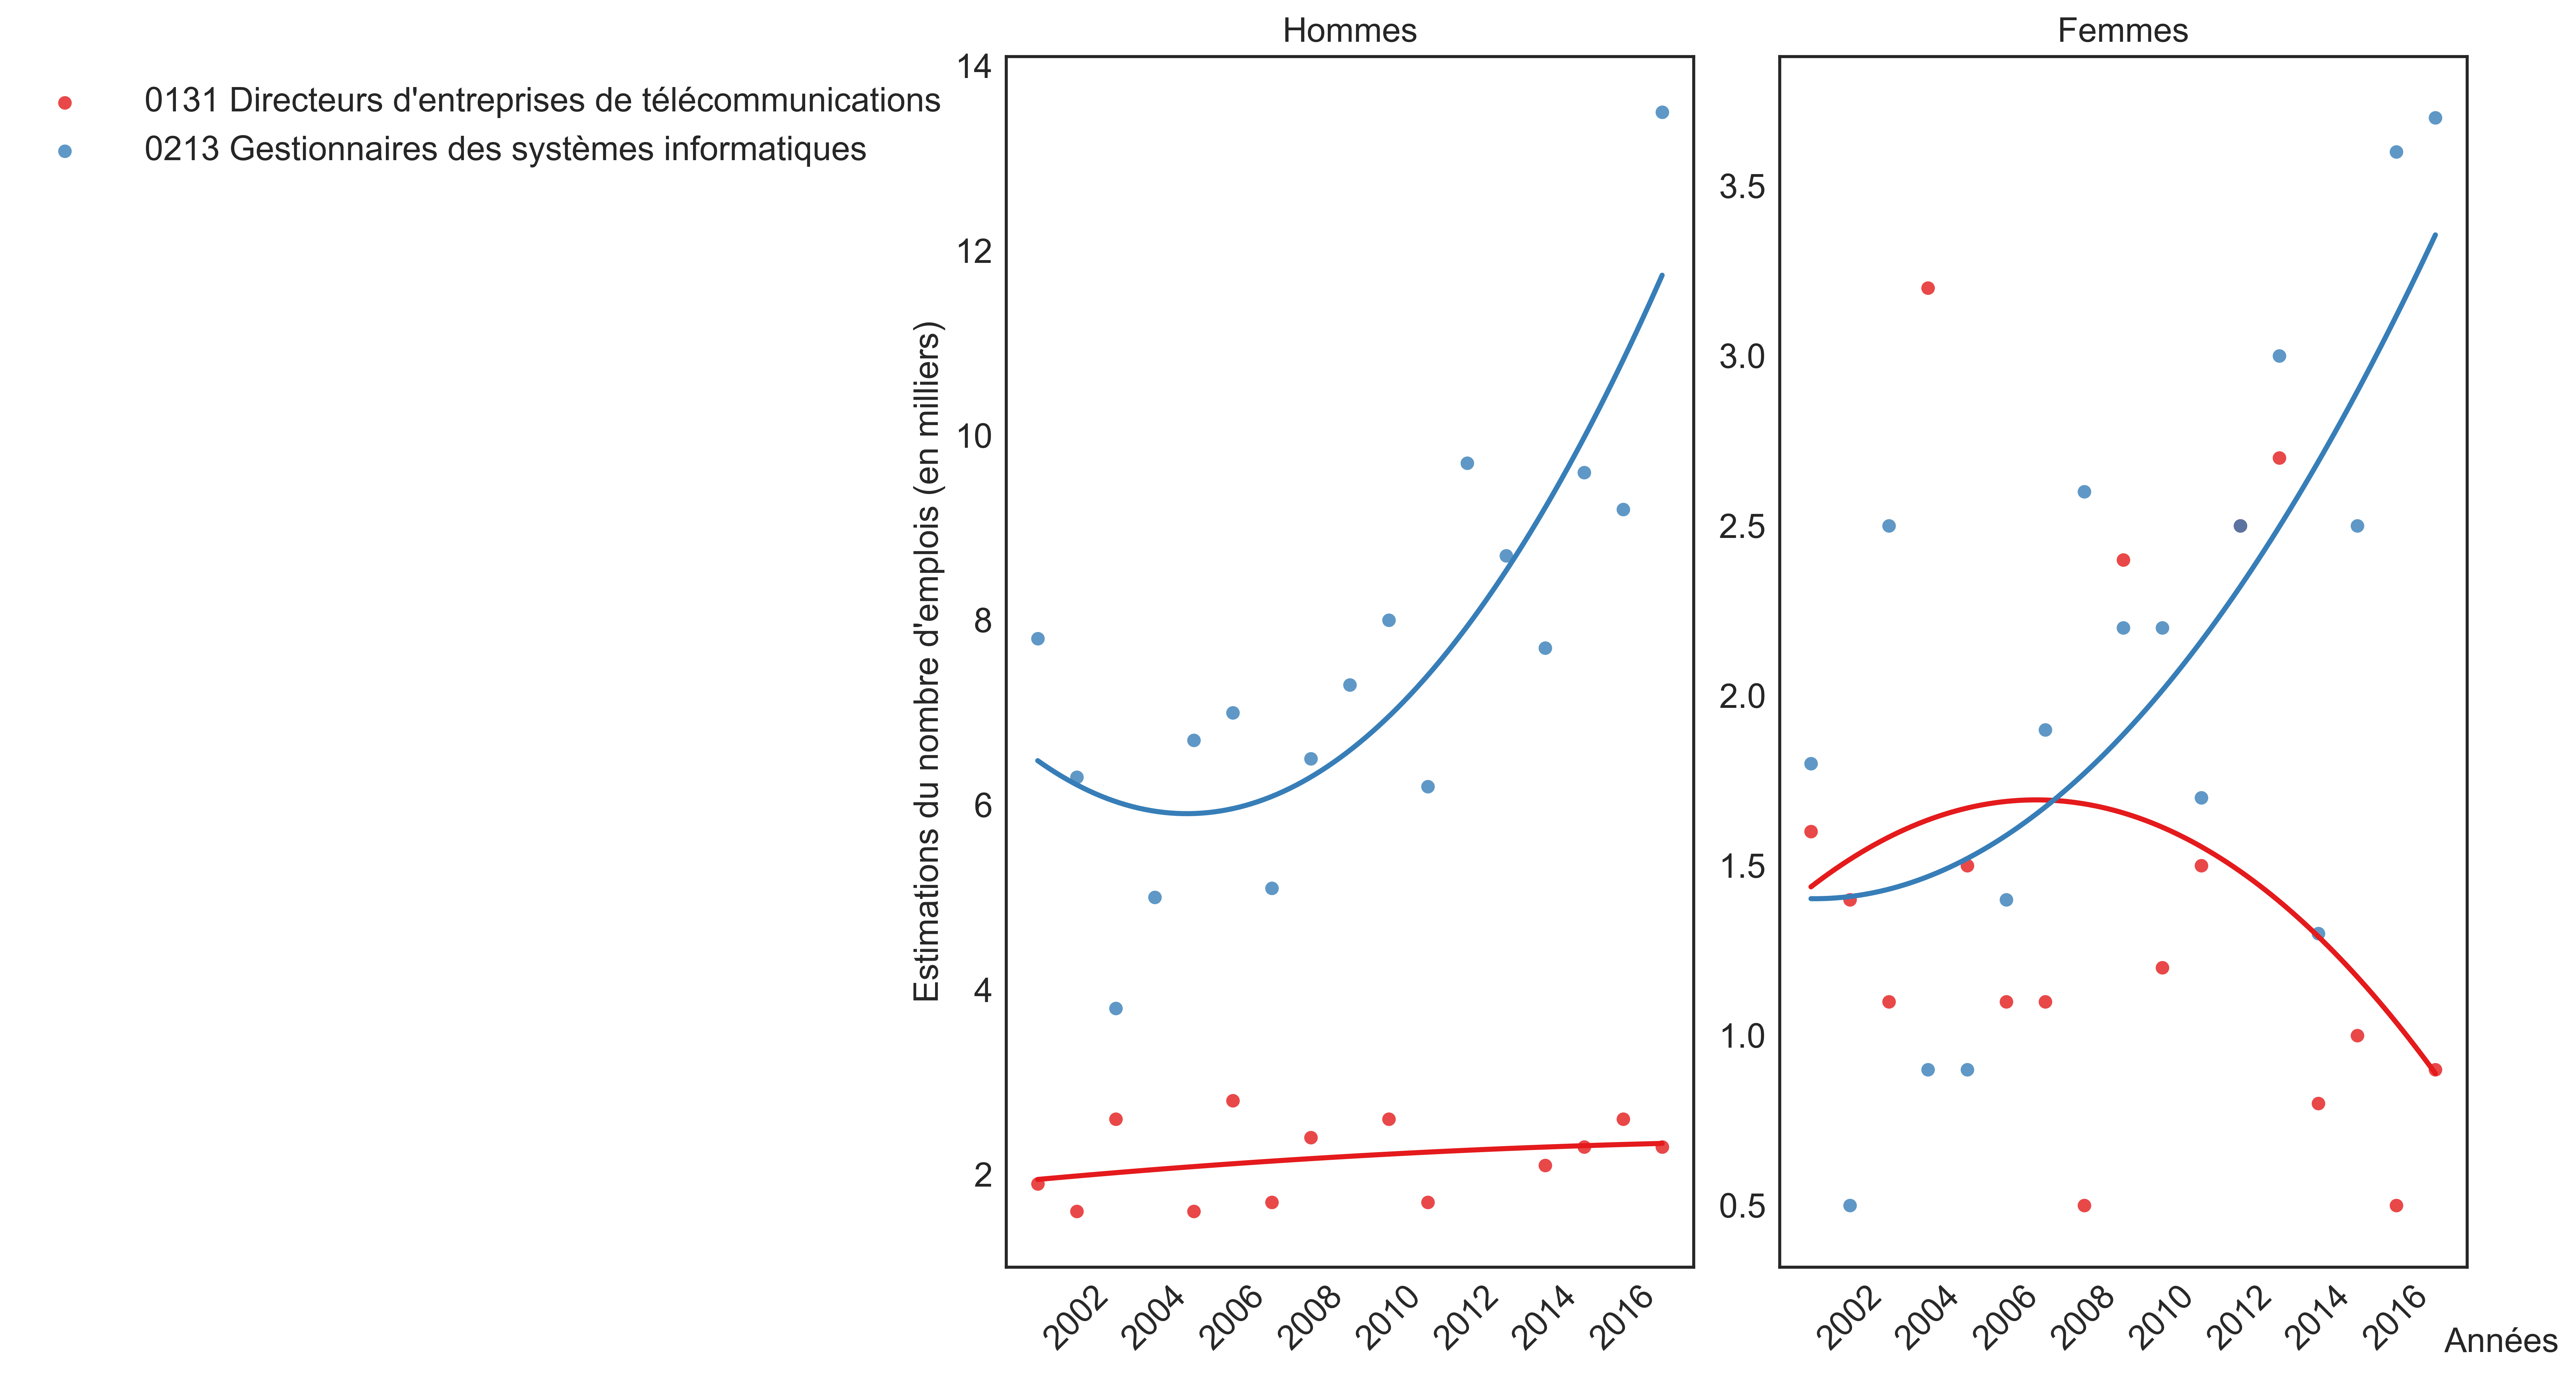 Hommes
Femmes
0131 Directeurs d'entreprises de télécommunications
0213 Gestionnaires des systèmes informatiques
Estimations du nombre d'emplois (en milliers)
14
12
10
8
6
4
2
3.5
3.0
2.5
2.0
1.5
1.0
0.5
2002 2004 2006 2008 2010 2012 2014 2016
2002 2004 2006 2008 2010 2012 2014 2016
Années